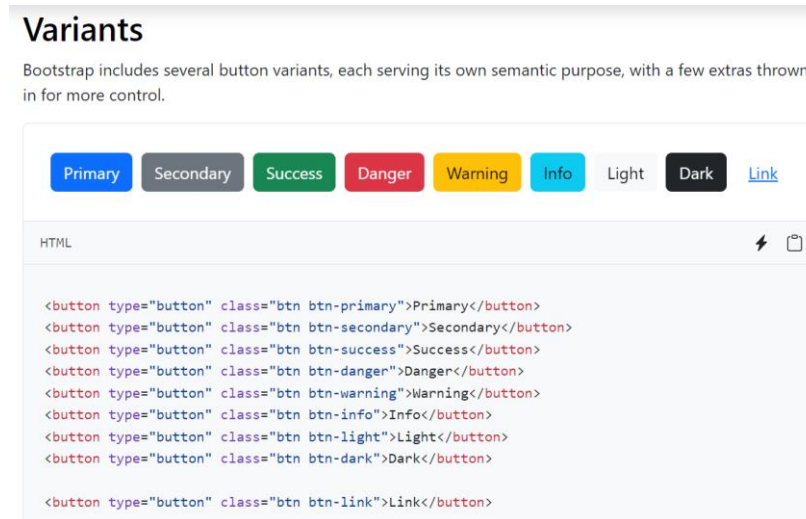 Variants
Bootstrap includes several button variants, each serving its own semantic purpose, with a few extras thrown
in for more control.
Primary Secondary Success Danger Warning Info Light Dark Link
HTML
<button type="button" class="btn btn-primary">Primary</button>
<button type="button" class="btn btn-secondary">Secondary</button>
<button type="button" class="btn btn-success">Success</button>
<button type="button" class="btn btn-danger">Danger</button>
<button type="button" class="btn btn-warning">Warning</button>
<button type="button" class="btn btn-info">Info</button>
<button type="button" class="btn btn-light">Light</button>
<button type="button" class="btn btn-dark">Dark</button>
<button type="button" class="btn btn-link">Link</button>